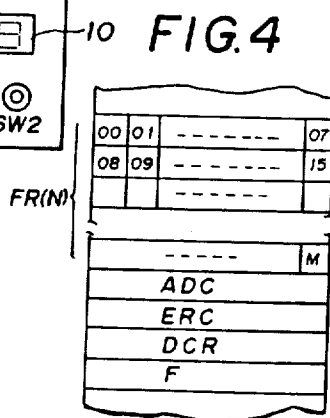 10
FIG. 4
SW2
00 01 ------- 07
08 09 ------- 15
-------
FR(N)
----- M
ADC
ERC
DCR
F